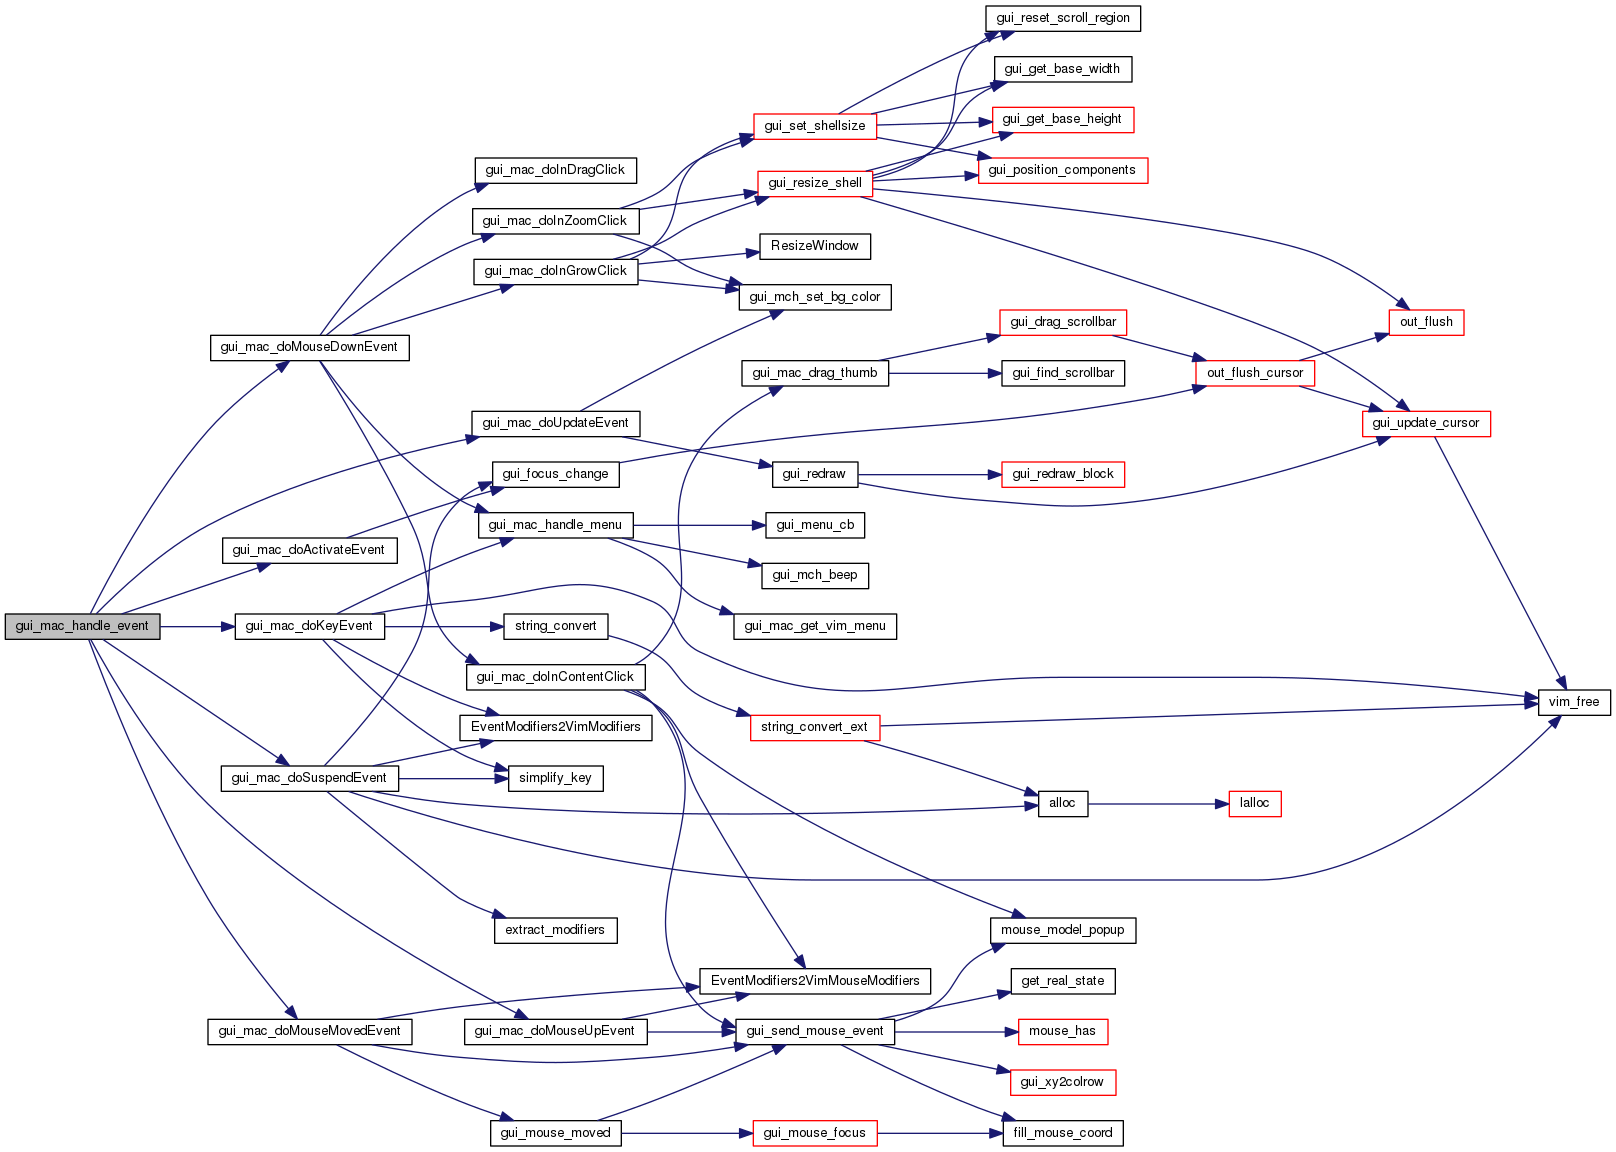 gui_reset_scroll_region
gui_get_base_width
gui_set_shellsize
gui_get_base_height
gui_mac_doInDragClick
gui_position_components
gui_resize_shell
gui_mac_doInZoomClick
ResizeWindow
gui_mac_doInGrowClick
gui_mch_set_bg_color
gui_drag_scrollbar
out_flush
gui_mac_doMouseDownEvent
gui_mac_drag_thumb
gui_find_scrollbar
out_flush_cursor
gui_mac_doUpdateEvent
gui_update_cursor
gui_focus_change
gui_redraw
gui_redraw_block
gui_mac_handle_menu
gui_menu_cb
gui_mac_doActivateEvent
gui_mch_beep
gui_mac_handle_event
gui_mac_doKeyEvent
string_convert
gui_mac_get_vim_menu
gui_mac_doInContentClick
vim_free
EventModifiers2VimModifiers
string_convert_ext
gui_mac_doSuspendEvent
simplify_key
alloc
lalloc
extract_modifiers
mouse_model_popup
EventModifiers2VimMouseModifiers
get_real_state
gui_mac_doMouseMovedEvent
gui_mac_doMouseUpEvent
gui_send_mouse_event
mouse_has
gui_xy2colrow
gui_mouse_moved
gui_mouse_focus
fill_mouse_coord